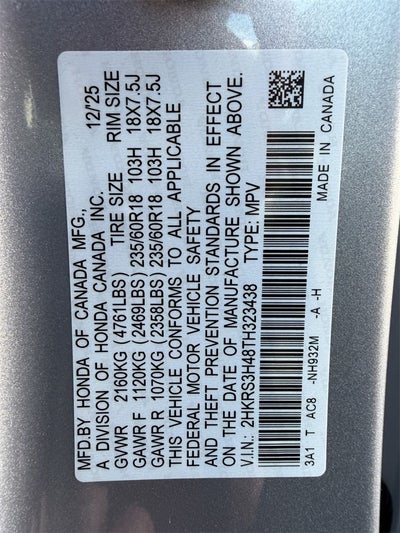 MFD.BY HONDA OF CANADA MFG., 12/'25
A DIVISION OF HONDA CANADA INC.
TIRE SIZE RIM SIZE
GVWR 2160KG (4761LBS)
GAWR F 1120KG (2469LBS) 235/60R18 103H 18X7.5J
GAWR R 1070KG (2358LBS) 235/60R18 103H 18X7.5J
THIS VEHICLE CONFORMS TO ALL APPLICABLE
FEDERAL MOTOR VEHICLE SAFETY
AND THEFT PREVENTION STANDARDS IN EFFECT
ON THE DATE OF MANUFACTURE SHOWN ABOVE.
V.I.N.: 2HKRS3H48TH323438 TYPE: MPV
3A1 T AC8 -NH932M -A -H MADE IN CANADA